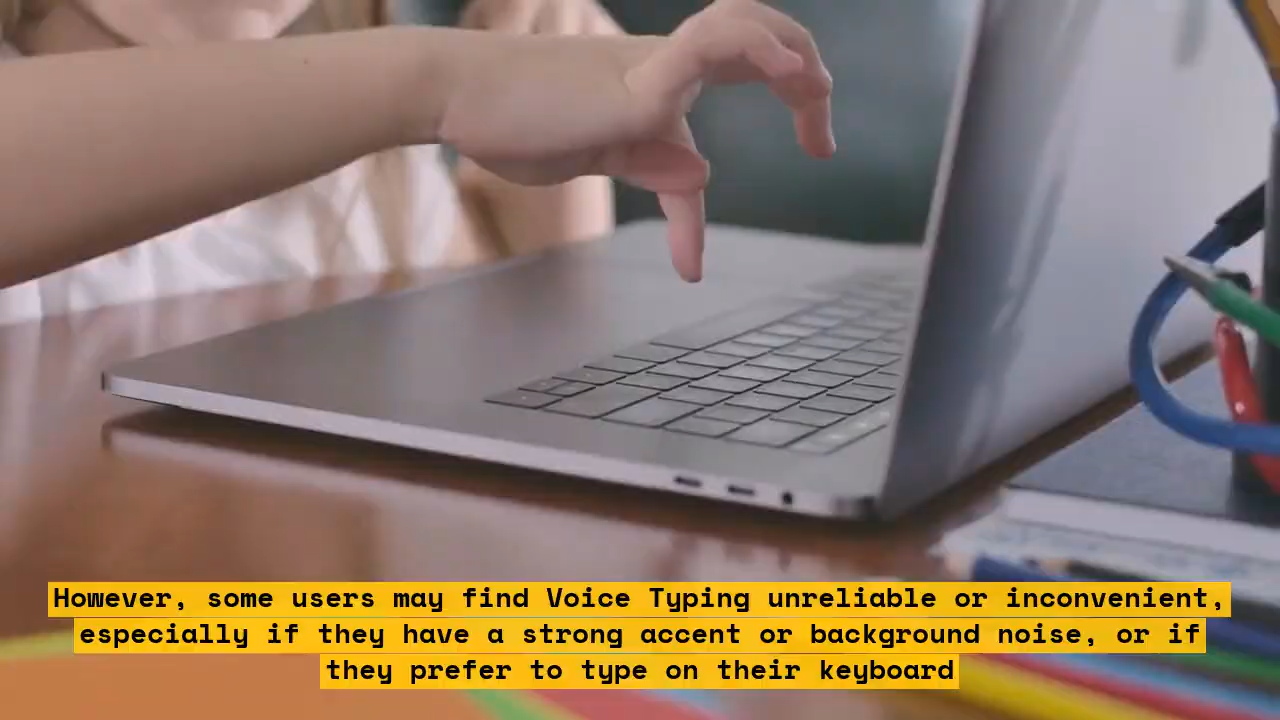 However, some users may find Voice Typing unreliable or inconvenient,
especially if they have a strong accent or background noise, or if
they prefer to type on their keyboard